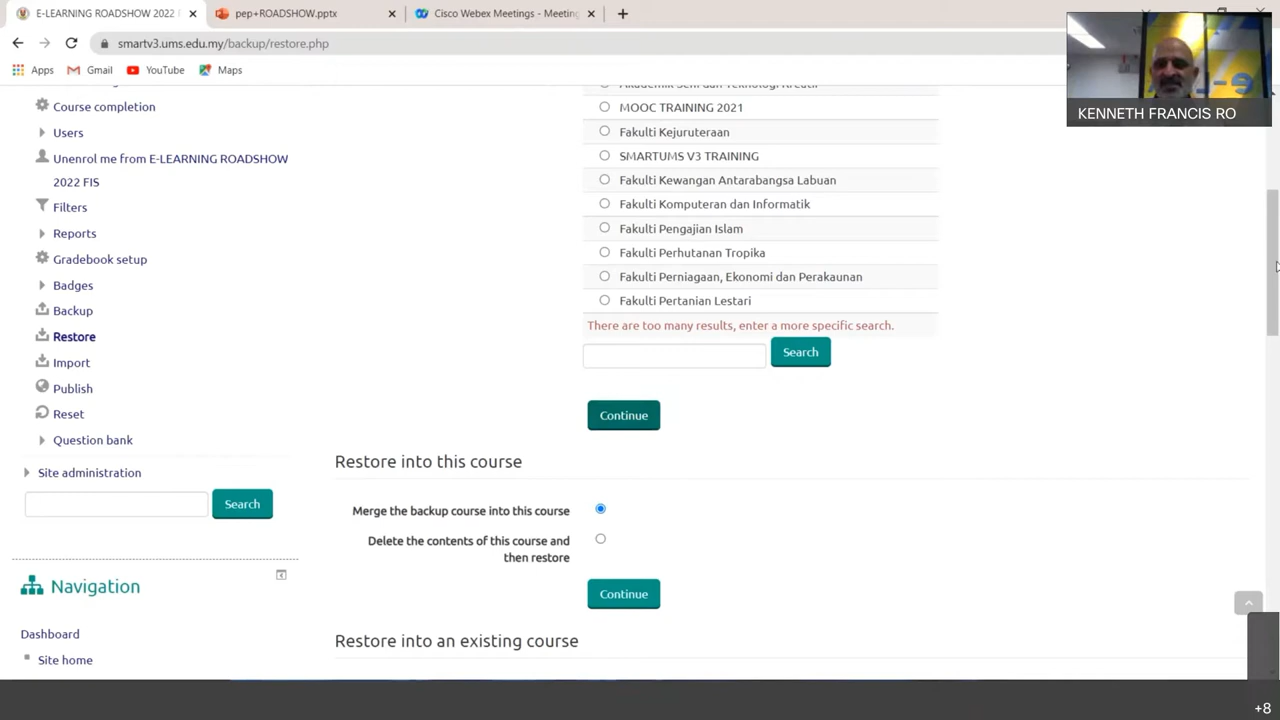 E-LEARNING ROADSHOW 2022 F
pep+ROADSHOW.pptx
Cisco Webex Meetings - Meeting
smartv3.ums.edu.my/backup/restore.php
Apps
Gmail
YouTube
Maps
KENNETH FRANCIS RO
Course completion
Users
Unenrol me from E-LEARNING ROADSHOW
2022 FIS
Filters
Reports
Gradebook setup
Badges
Backup
Restore
Import
Publish
Reset
Question bank
Site administration
Search
Navigation
Dashboard
Site home
Akademik Seni dan Teknologi Kreatif
MOOC TRAINING 2021
Fakulti Kejuruteraan
SMARTUMS V3 TRAINING
Fakulti Kewangan Antarabangsa Labuan
Fakulti Komputeran dan Informatik
Fakulti Pengajian Islam
Fakulti Perhutanan Tropika
Fakulti Perniagaan, Ekonomi dan Perakaunan
Fakulti Pertanian Lestari
There are too many results, enter a more specific search.
Search
Continue
Restore into this course
Merge the backup course into this course
Delete the contents of this course and
then restore
Continue
Restore into an existing course
+8